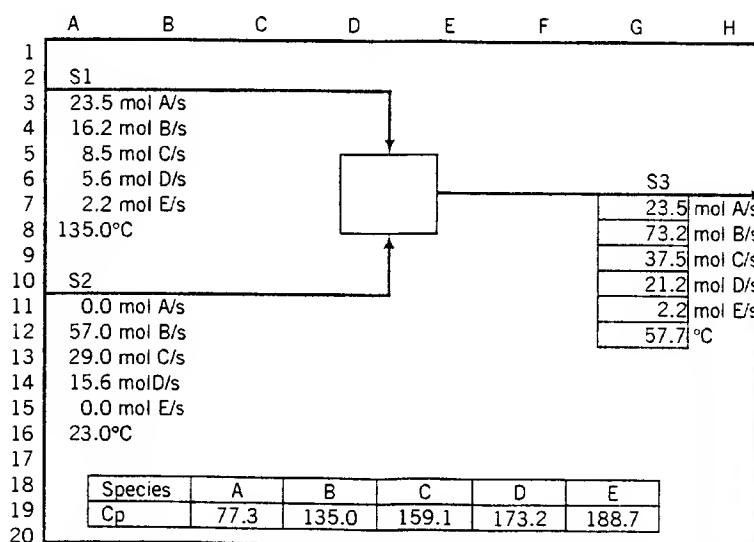 A B C D E F G H
1
2 S1
3 23.5 mol A/s
4 16.2 mol B/s
5 8.5 mol C/s
6 5.6 mol D/s S3
7 2.2 mol E/s 23.5 mol A/s
8 135.0°C 73.2 mol B/s
9 37.5 mol C/s
10 S2 21.2 mol D/s
11 0.0 mol A/s 2.2 mol E/s
12 57.0 mol B/s 57.7 °C
13 29.0 mol C/s
14 15.6 molD/s
15 0.0 mol E/s
16 23.0°C
17
18 Species A B C D E
19 Cp 77.3 135.0 159.1 173.2 188.7
20